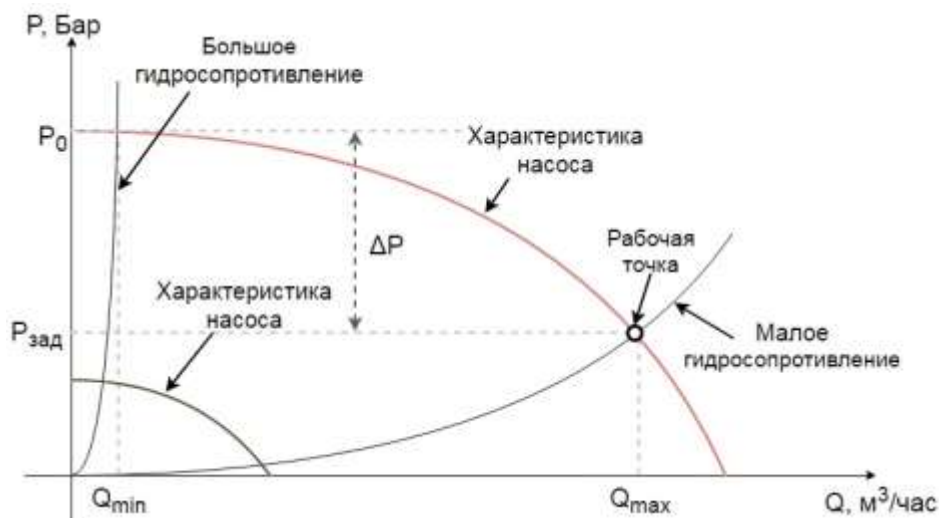 P, Бар
Большое
гидросопротивление
P₀
Характеристика
насоса
ΔP
Рабочая
точка
Характеристика
насоса
Pзад
Малое
гидросопротивление
Qmin
Qmax
Q, м³/час